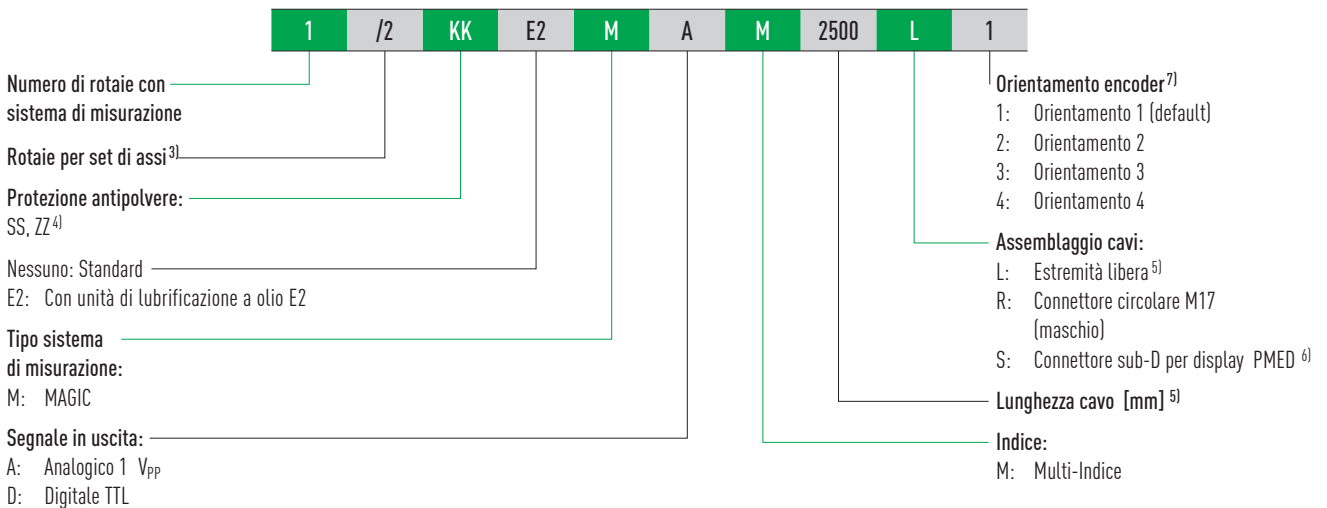 1 /2 KK E2 M A M 2500 L 1
Numero di rotaie con
sistema di misurazione
Rotaie per set di assi 3)
Protezione antipolvere:
SS, ZZ 4)
Nessuno: Standard
E2: Con unità di lubrificazione a olio E2
Tipo sistema
di misurazione:
M: MAGIC
Segnale in uscita:
A: Analogico 1 VPP
D: Digitale TTL
Orientamento encoder 7)
1: Orientamento 1 (default)
2: Orientamento 2
3: Orientamento 3
4: Orientamento 4
Assemblaggio cavi:
L: Estremità libera 5)
R: Connettore circolare M17
(maschio)
S: Connettore sub-D per display PMED 6)
Lunghezza cavo [mm] 5)
Indice:
M: Multi-Indice